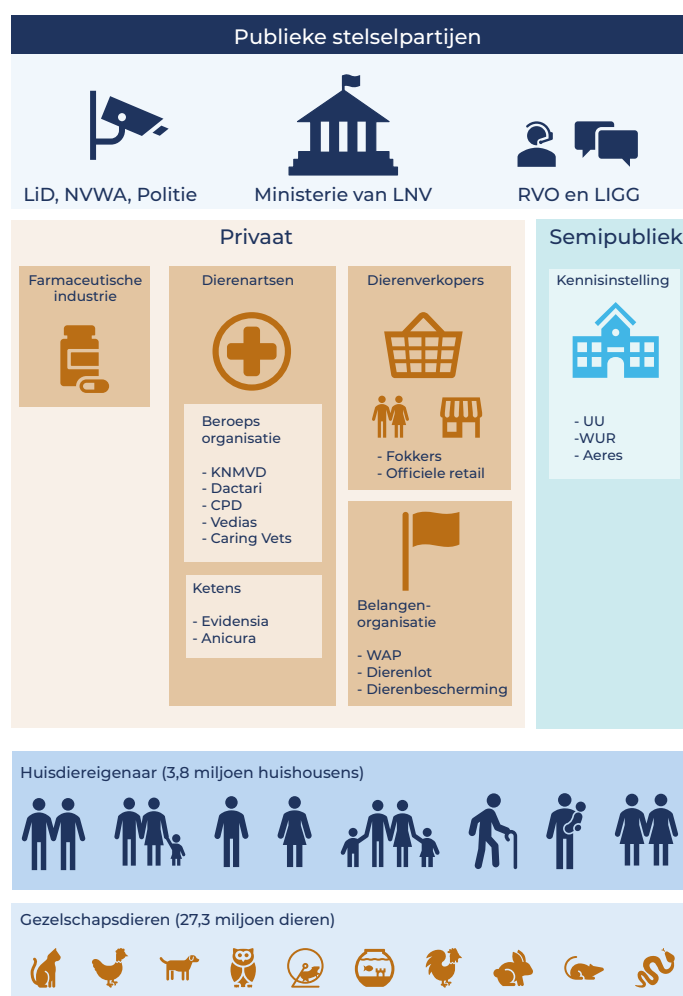 Publieke stelselpartijen
LiD, NVWA, Politie
Ministerie van LNV
RVO en LIGG
Privaat
Farmaceutische
industrie
Dierenartsen
Beroeps
organisatie
- KNMVD
- Dactari
- CPD
- Vedias
- Caring Vets
Ketens
- Evidensia
- Anicura
Dierenverkopers
- Fokkers
- Officiele retail
Belangen-
organisatie
- WAP
- Dierenlot
- Dierenbescherming
Semipubliek
Kennisinstelling
- UU
-WUR
- Aeres
Huisdiereigenaar (3,8 miljoen huishousens)
Gezelschapsdieren (27,3 miljoen dieren)